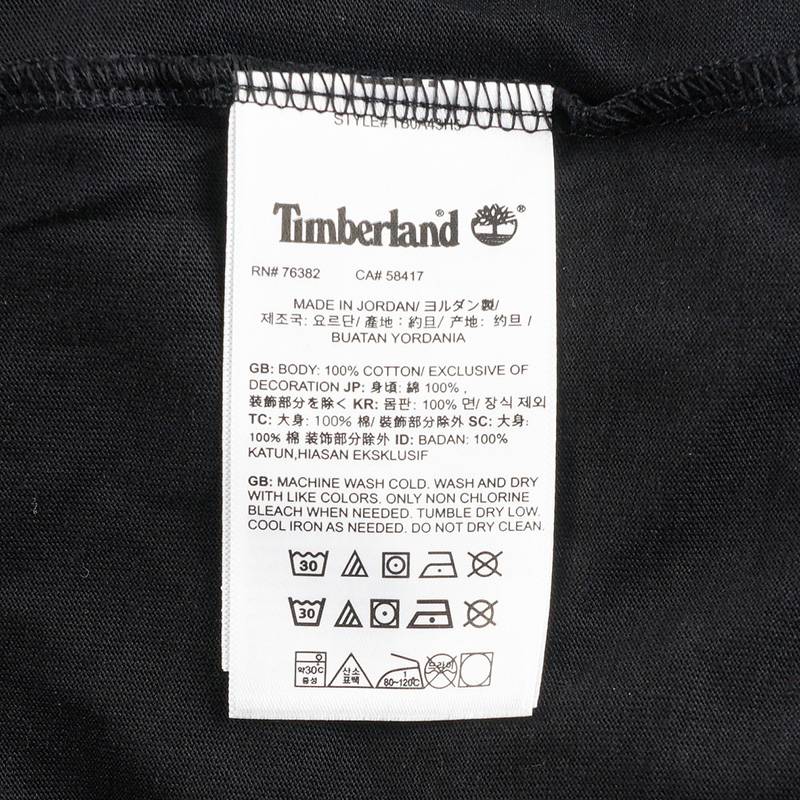 STYLE# TB0A43H5
Timberland® ®
RN# 76382 CA# 58417
MADE IN JORDAN/ ヨルダン製/
제조국: 요르단/ 產地：約旦/ 产地: 约旦 /
BUATAN YORDANIA
GB: BODY: 100% COTTON/ EXCLUSIVE OF
DECORATION JP: 身頃: 綿 100% ,
装飾部分を除く KR: 몸판: 100% 면/ 장식 제외
TC: 大身: 100% 棉/ 裝飾部分除外 SC: 大身:
100% 棉 装饰部分除外 ID: BADAN: 100%
KATUN,HIASAN EKSKLUSIF
GB: MACHINE WASH COLD. WASH AND DRY
WITH LIKE COLORS. ONLY NON CHLORINE
BLEACH WHEN NEEDED. TUMBLE DRY LOW.
COOL IRON AS NEEDED. DO NOT DRY CLEAN.
30
30
약30℃ 중성 산소 표백 1 80~120℃ 드라이